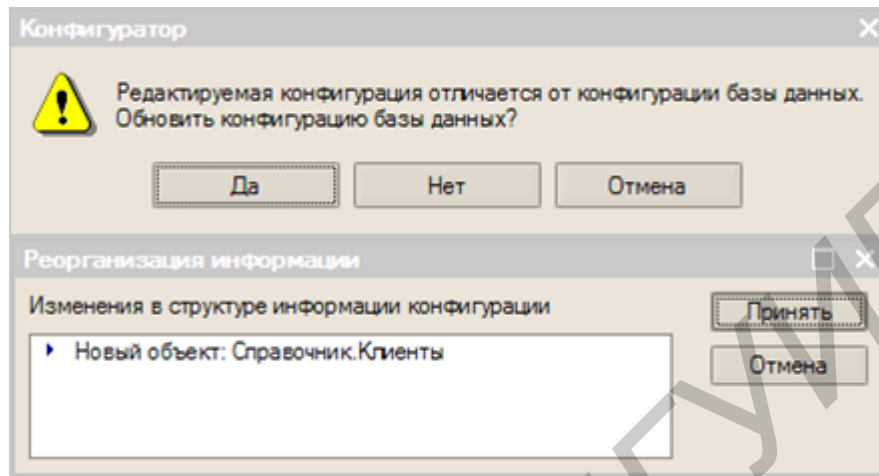 Конфигуратор
Редактируемая конфигурация отличается от конфигурации базы данных.
Обновить конфигурацию базы данных?
Да Нет Отмена
Реорганизация информации
Изменения в структуре информации конфигурации
Принять
Новый объект: Справочник.Клиенты
Отмена